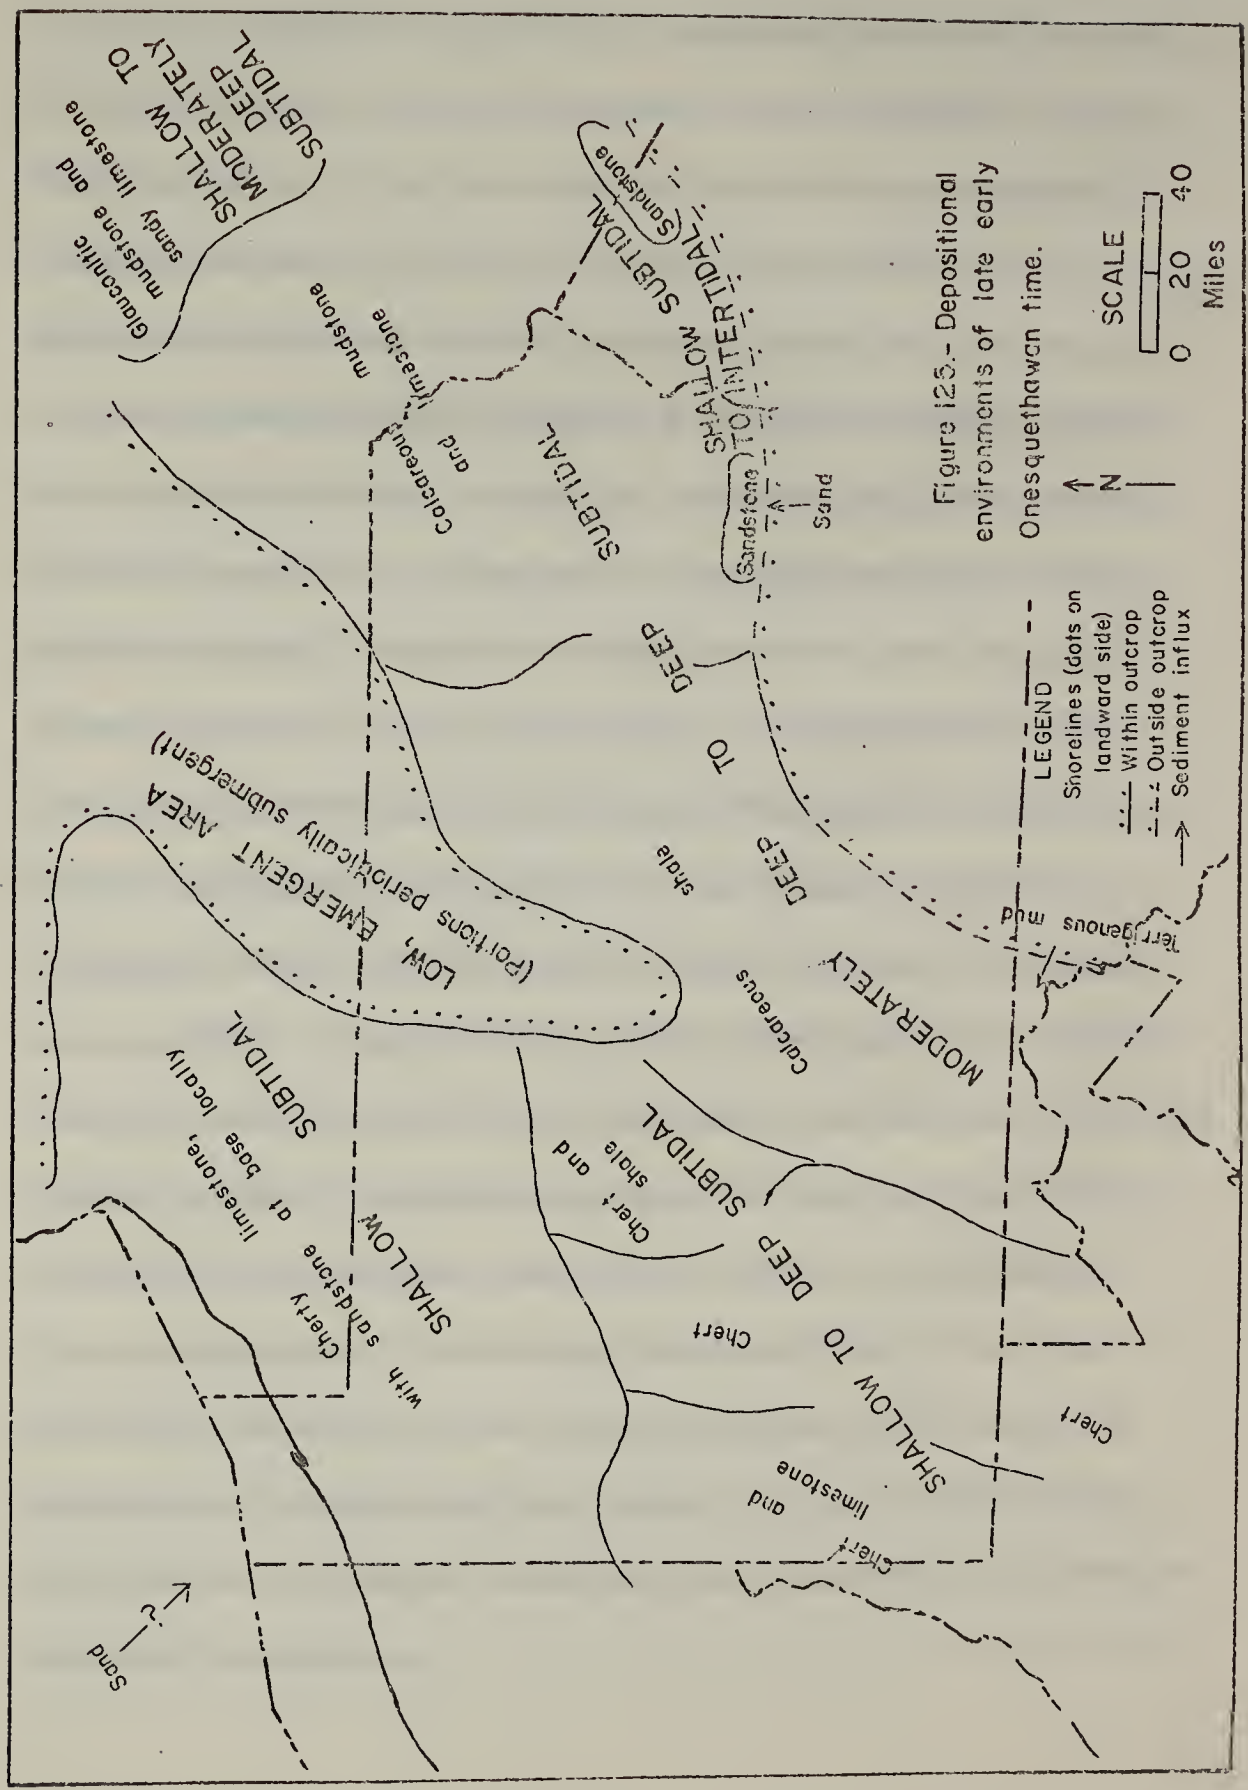 Glauconitic
mudstone and
sandy limestone
SHALLOW TO
MODERATELY
DEEP
SUBTIDAL
Calcareous
mudstone
and
limestone
SUBTIDAL
SHALLOW SUBTIDAL
TO INTERTIDAL
Sandstone
Sandstone
Sand
LOW, EMERGENT AREA
(Portions periodically submergent)
SHALLOW SUBTIDAL
Cherty limestone,
with sandstone at base locally
Sand
?
MODERATELY DEEP TO DEEP
Calcareous shale
Terrigenous mud
SHALLOW TO DEEP SUBTIDAL
Chert and
shale
Chert
Chert
Chert and
limestone
Figure 125.- Depositional
environments of late early
Onesquethawan time.
N
SCALE
0 20 40
Miles
LEGEND
Shorelines (dots on
landward side)
Within outcrop
Outside outcrop
Sediment influx